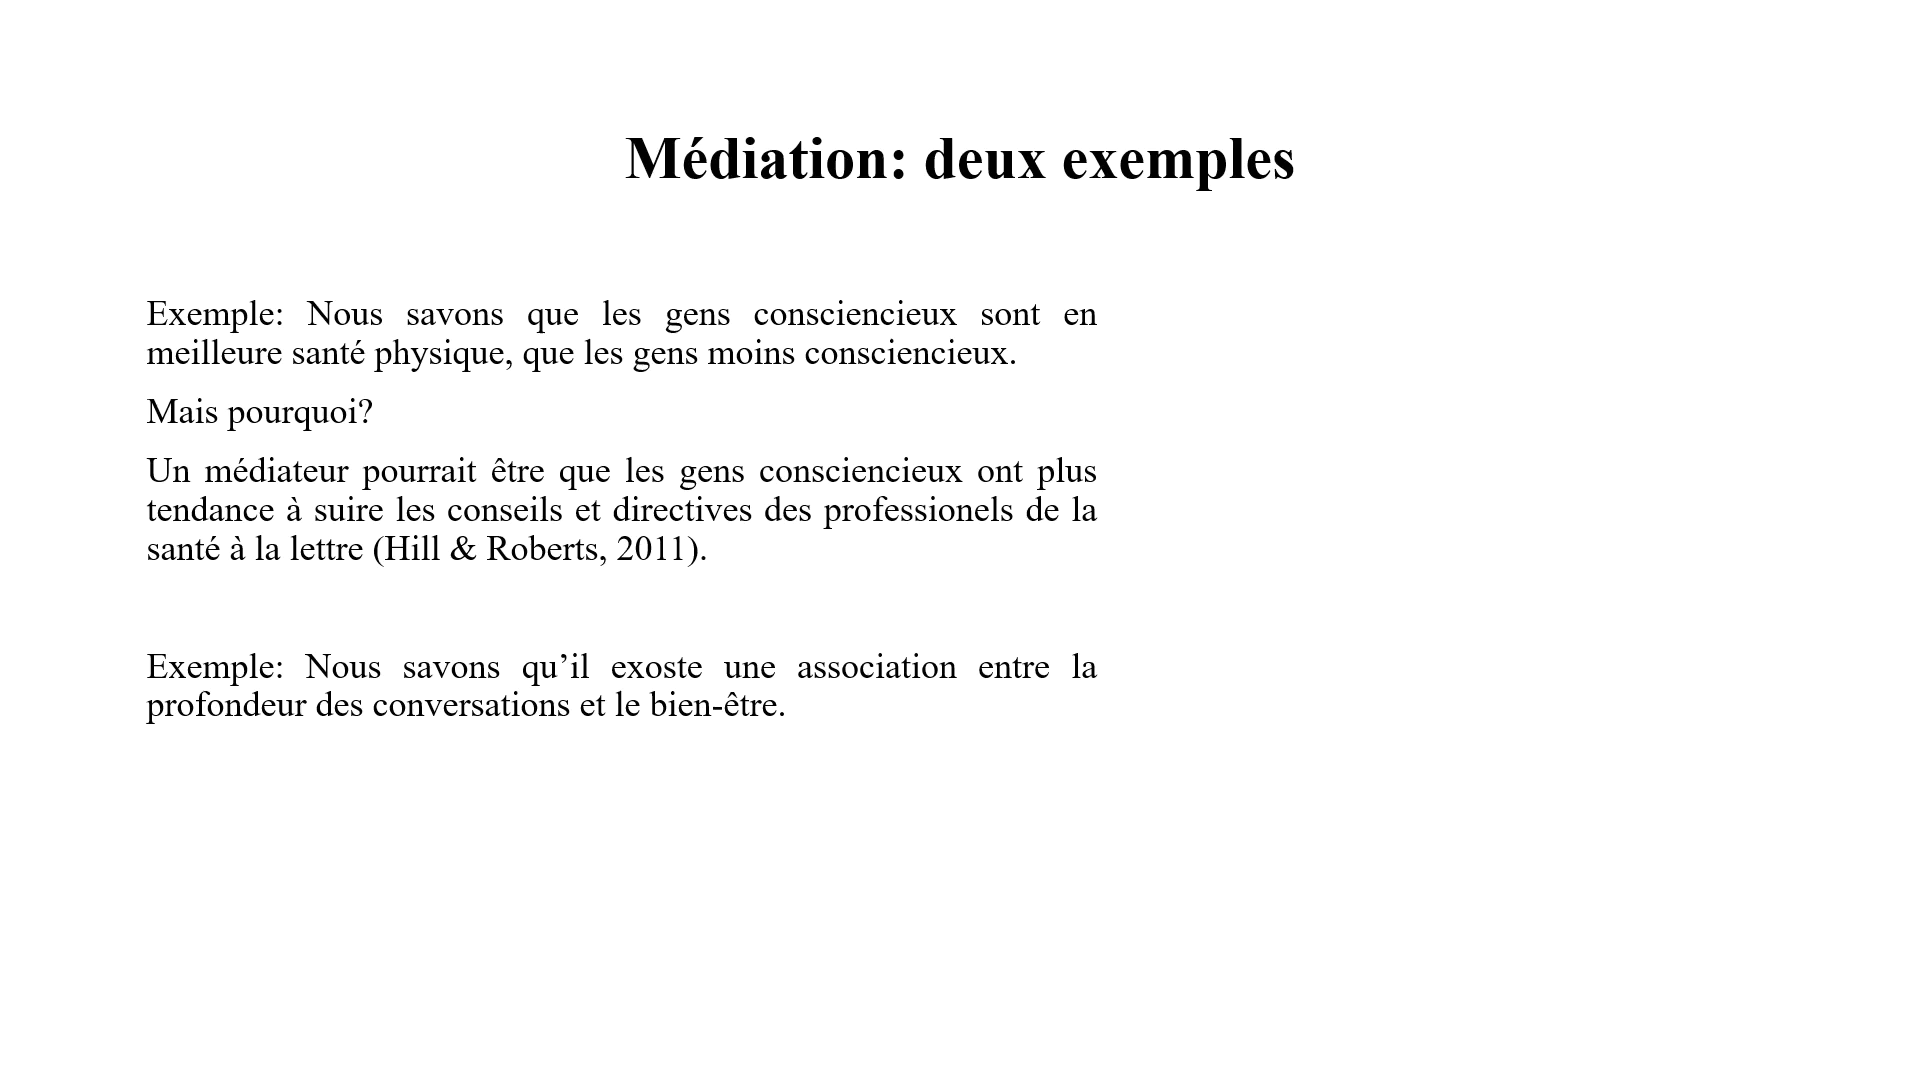 Médiation: deux exemples
Exemple: Nous savons que les gens consciencieux sont en
meilleure santé physique, que les gens moins consciencieux.
Mais pourquoi?
Un médiateur pourrait être que les gens consciencieux ont plus
tendance à suire les conseils et directives des professionels de la
santé à la lettre (Hill & Roberts, 2011).
Exemple: Nous savons qu’il exoste une association entre la
profondeur des conversations et le bien-être.